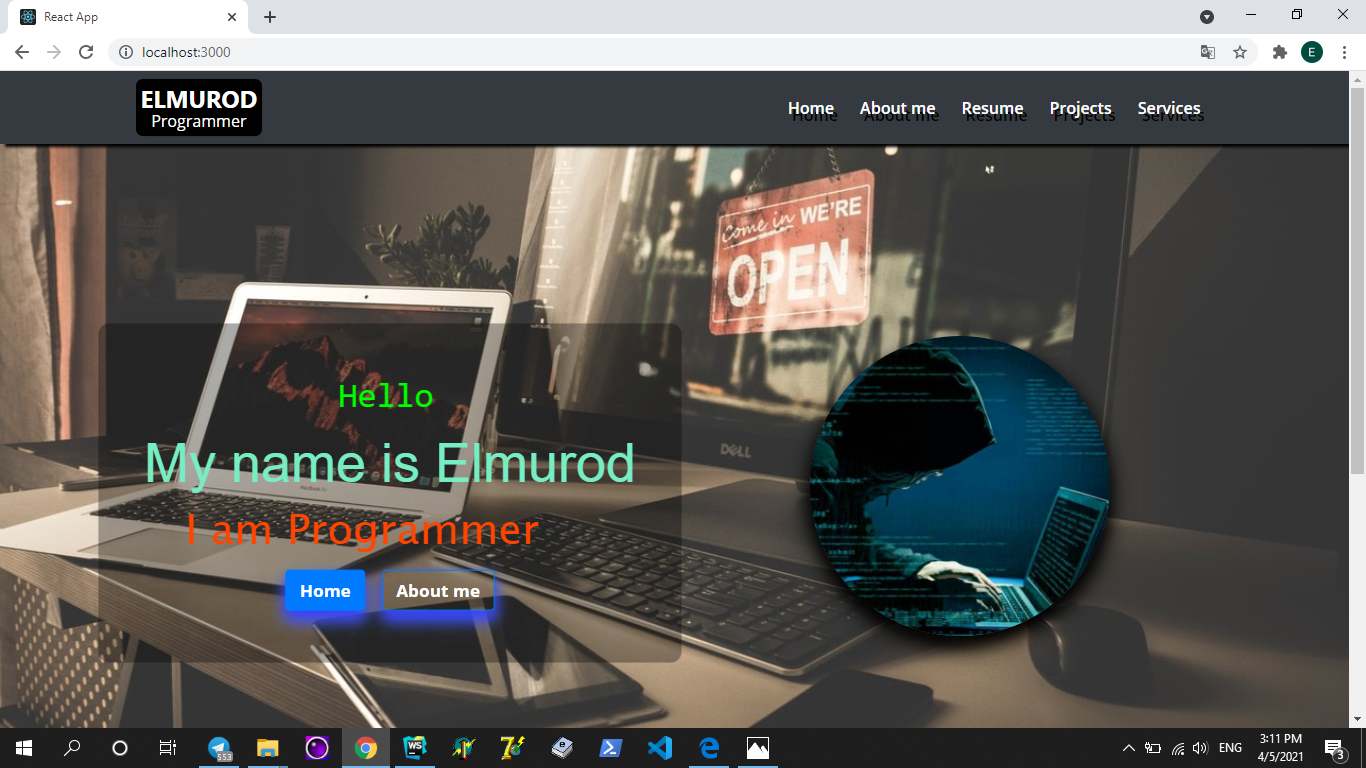 React App
localhost:3000
E
ELMUROD
Programmer
Home About me Resume Projects Services
Come in WE'RE
OPEN
Hello
DELL
My name is Elmurod
I am Programmer
Home About me
553
WS
ENG
3:11 PM
4/5/2021
3